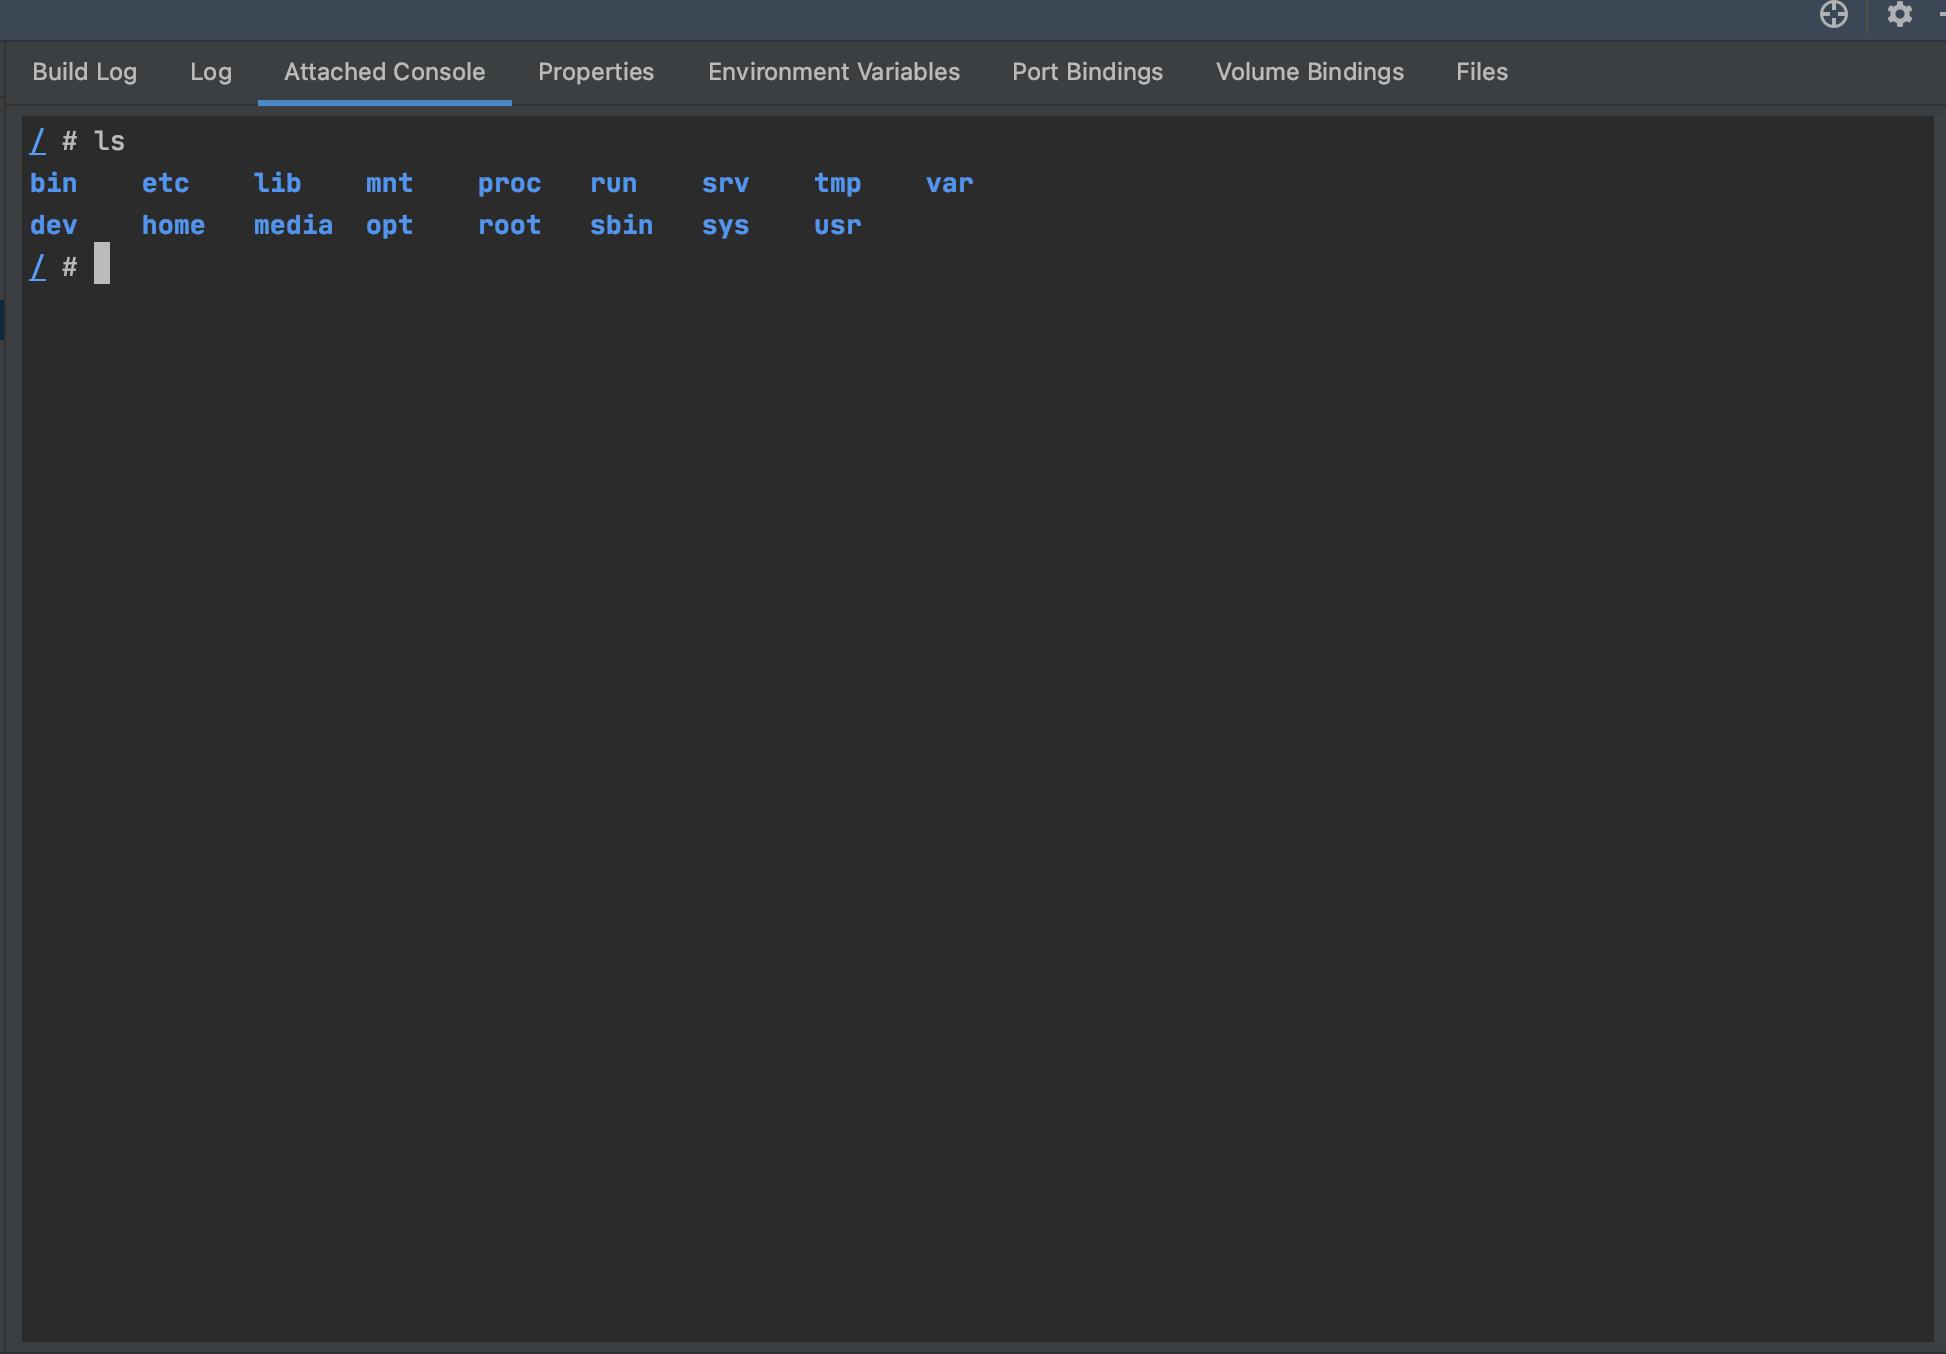 Build Log Log Attached Console Properties Environment Variables Port Bindings Volume Bindings Files
/ # ls
bin etc lib mnt proc run srv tmp var
dev home media opt root sbin sys usr
/ #